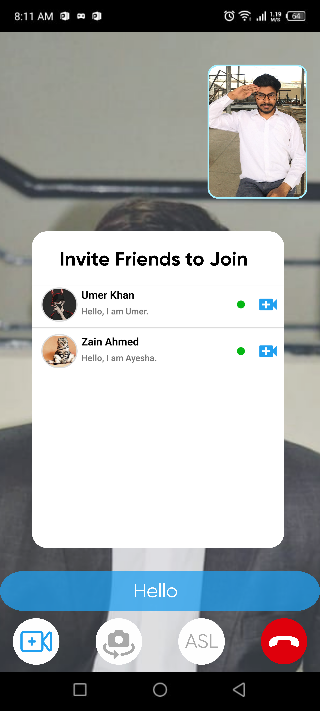 8:11 AM
1.19
M/S
64
Invite Friends to Join
Umer Khan
Hello, I am Umer.
Zain Ahmed
Hello, I am Ayesha.
Hello
ASL